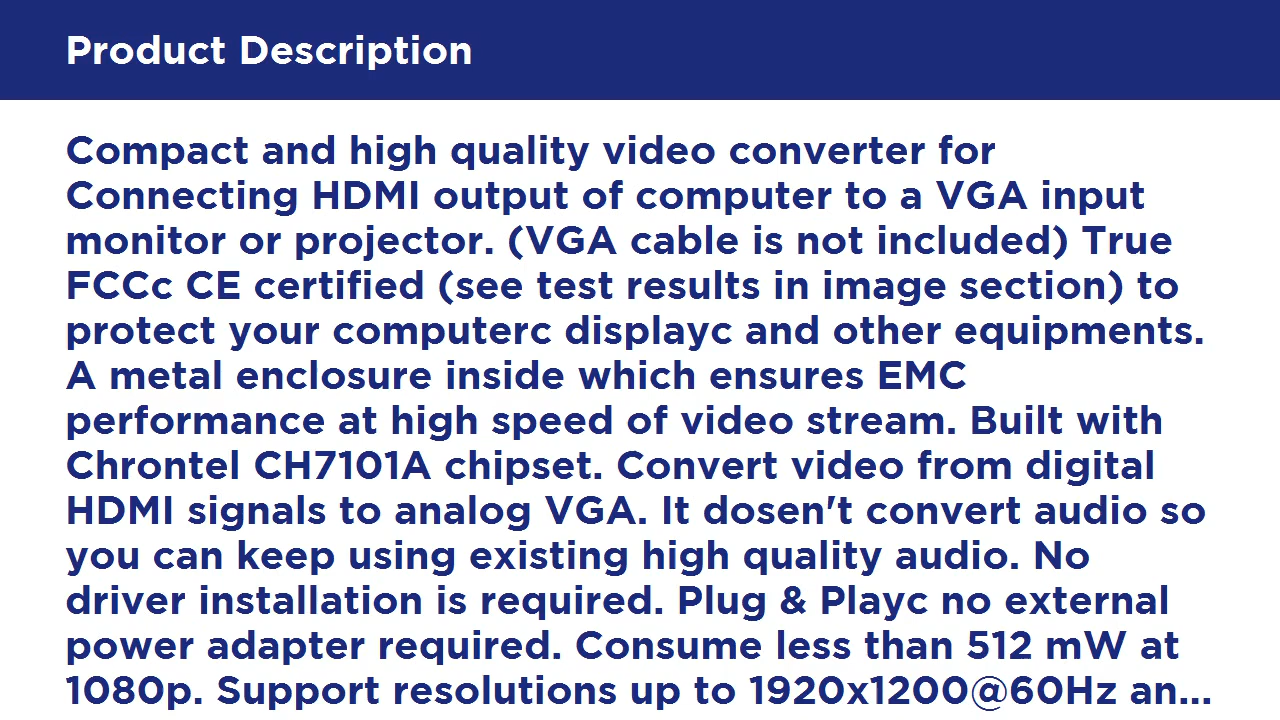 Product Description
Compact and high quality video converter for
Connecting HDMI output of computer to a VGA input
monitor or projector. (VGA cable is not included) True
FCCc CE certified (see test results in image section) to
protect your computerc displayc and other equipments.
A metal enclosure inside which ensures EMC
performance at high speed of video stream. Built with
Chrontel CH7101A chipset. Convert video from digital
HDMI signals to analog VGA. It dosen't convert audio so
you can keep using existing high quality audio. No
driver installation is required. Plug & Playc no external
power adapter required. Consume less than 512 mW at
1080p. Support resolutions up to 1920x1200@60Hz an...